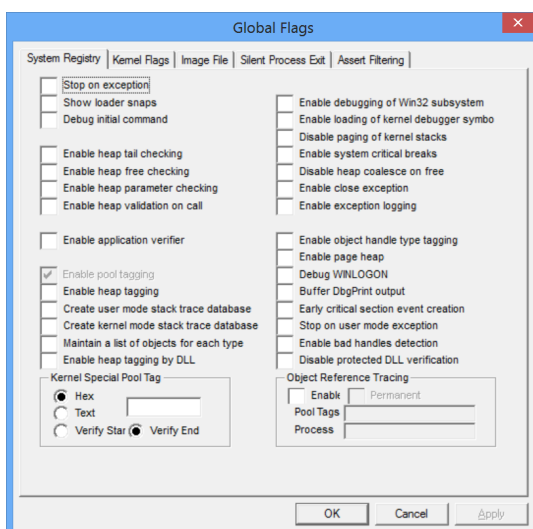 Global Flags
System Registry
Kernel Flags
Image File
Silent Process Exit
Assert Filtering
Stop on exception
Show loader snaps
Debug initial command
Enable heap tail checking
Enable heap free checking
Enable heap parameter checking
Enable heap validation on call
Enable application verifier
Enable pool tagging
Enable heap tagging
Create user mode stack trace database
Create kernel mode stack trace database
Maintain a list of objects for each type
Enable heap tagging by DLL
Enable debugging of Win32 subsystem
Enable loading of kernel debugger symbo
Disable paging of kernel stacks
Enable system critical breaks
Disable heap coalesce on free
Enable close exception
Enable exception logging
Enable object handle type tagging
Enable page heap
Debug WINLOGON
Buffer DbgPrint output
Early critical section event creation
Stop on user mode exception
Enable bad handles detection
Disable protected DLL verification
Kernel Special Pool Tag
Hex
Text
Verify Star
Verify End
Object Reference Tracing
Enable
Permanent
Pool Tags
Process
OK
Cancel
Apply